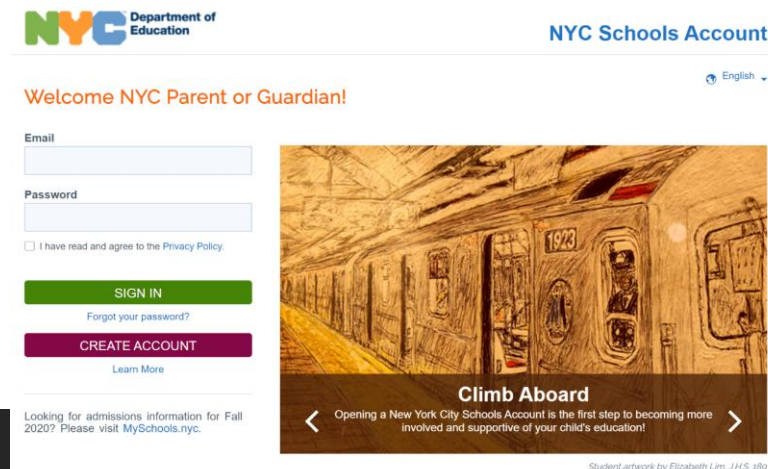 NYC Department of
Education
NYC Schools Account
English
Welcome NYC Parent or Guardian!
Email
Password
I have read and agree to the Privacy Policy.
SIGN IN
Forgot your password?
CREATE ACCOUNT
Learn More
Looking for admissions information for Fall
2020? Please visit MySchools.nyc.
1923
Climb Aboard
Opening a New York City Schools Account is the first step to becoming more
involved and supportive of your child's education!
Student artwork by Elizabeth Lim, J.H.S. 189